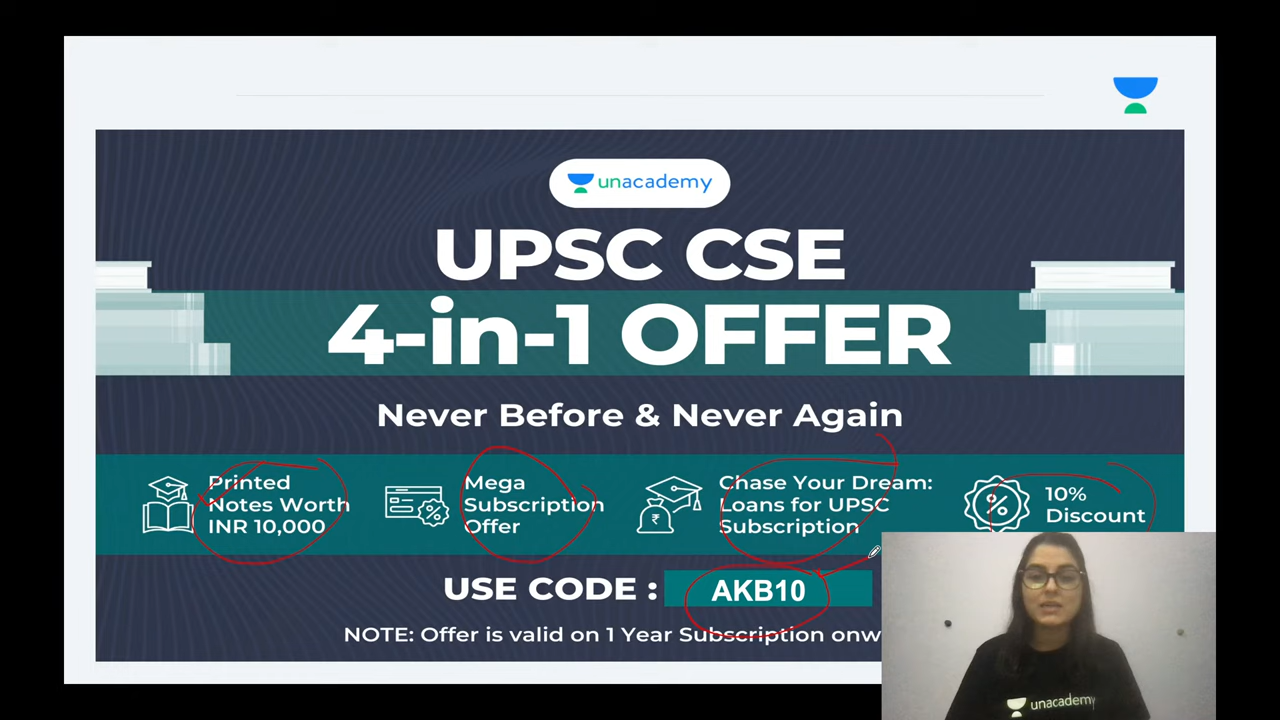 unacademy
UPSC CSE
4-in-1 OFFER
Never Before & Never Again
Printed
Notes Worth
INR 10,000
Mega
Subscription
Offer
Chase Your Dream:
Loans for UPSC
Subscription
10%
Discount
USE CODE : AKB10
NOTE: Offer is valid on 1 Year Subscription
unacademy